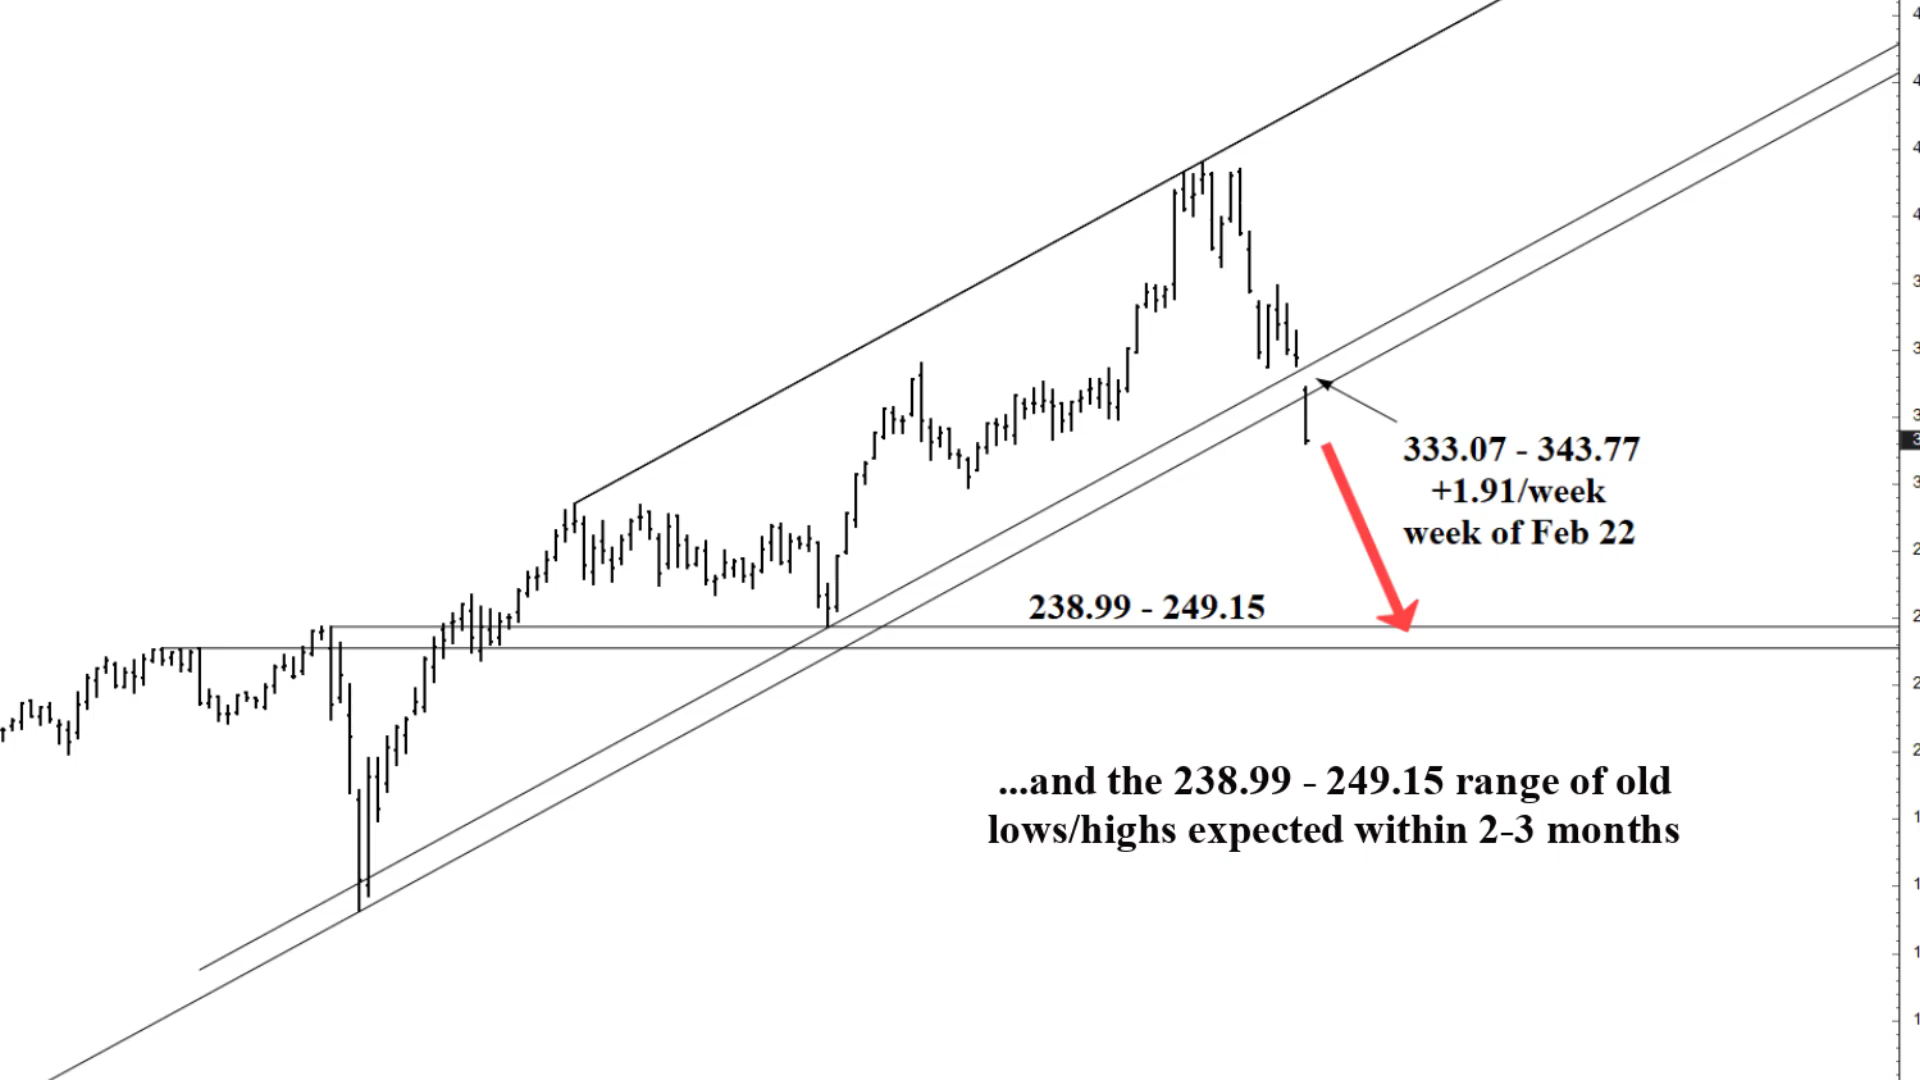 333.07 - 343.77
+1.91/week
week of Feb 22
238.99 - 249.15
...and the 238.99 - 249.15 range of old
lows/highs expected within 2-3 months